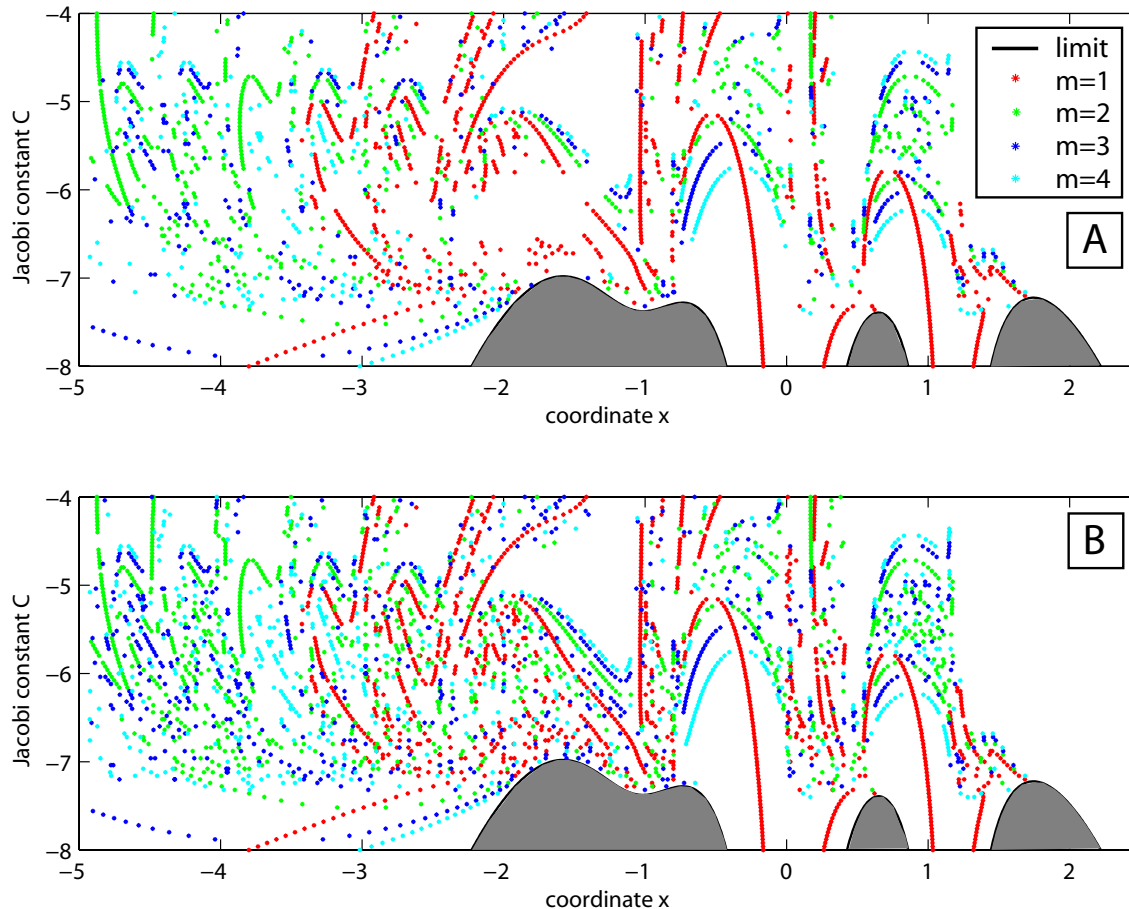 −4
−5
−6
−7
−8
Jacobi constant C
−5 −4 −3 −2 −1 0 1 2
coordinate x
limit
m=1
m=2
m=3
m=4
A
−4
−5
−6
−7
−8
Jacobi constant C
−5 −4 −3 −2 −1 0 1 2
coordinate x
B